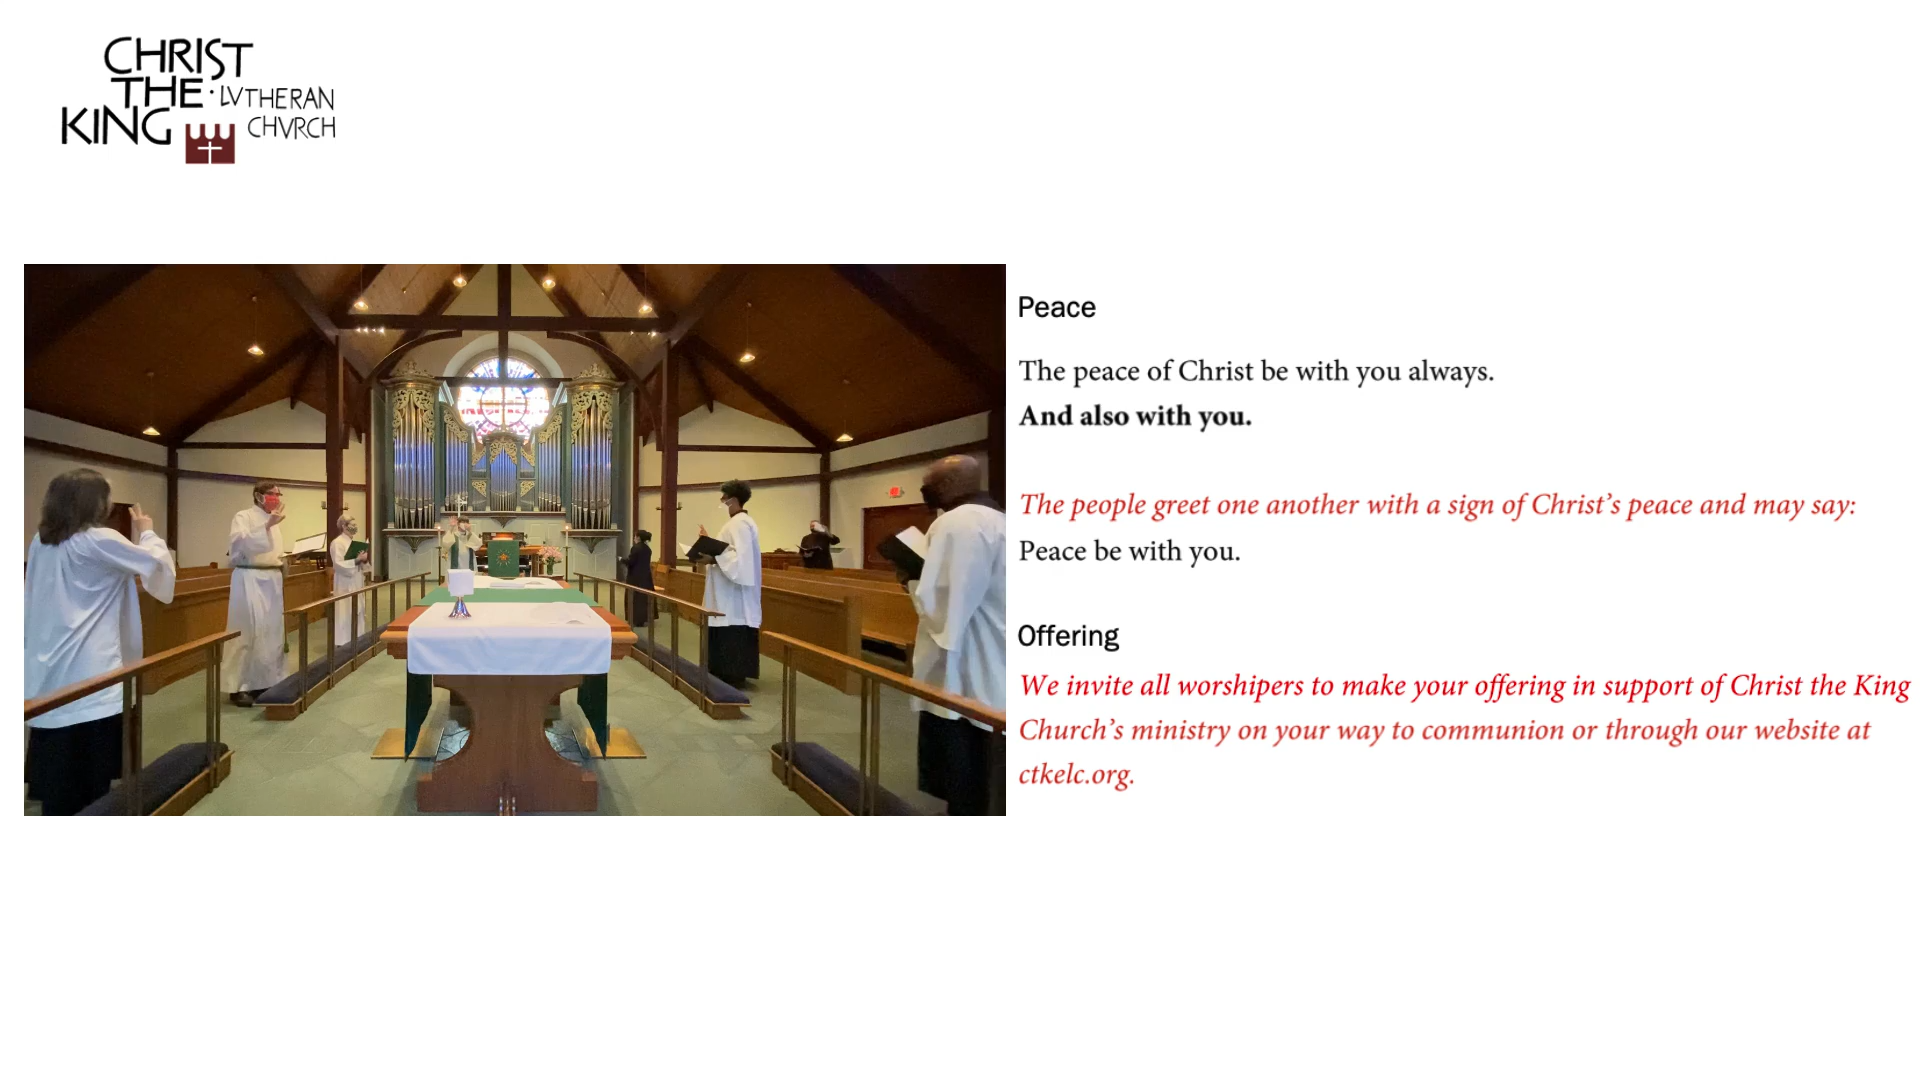 CHRIST
THE · LVTHERAN
KING CHVRCH
Peace
The peace of Christ be with you always.
And also with you.
The people greet one another with a sign of Christ’s peace and may say:
Peace be with you.
Offering
We invite all worshipers to make your offering in support of Christ the King
Church’s ministry on your way to communion or through our website at
ctkelc.org.